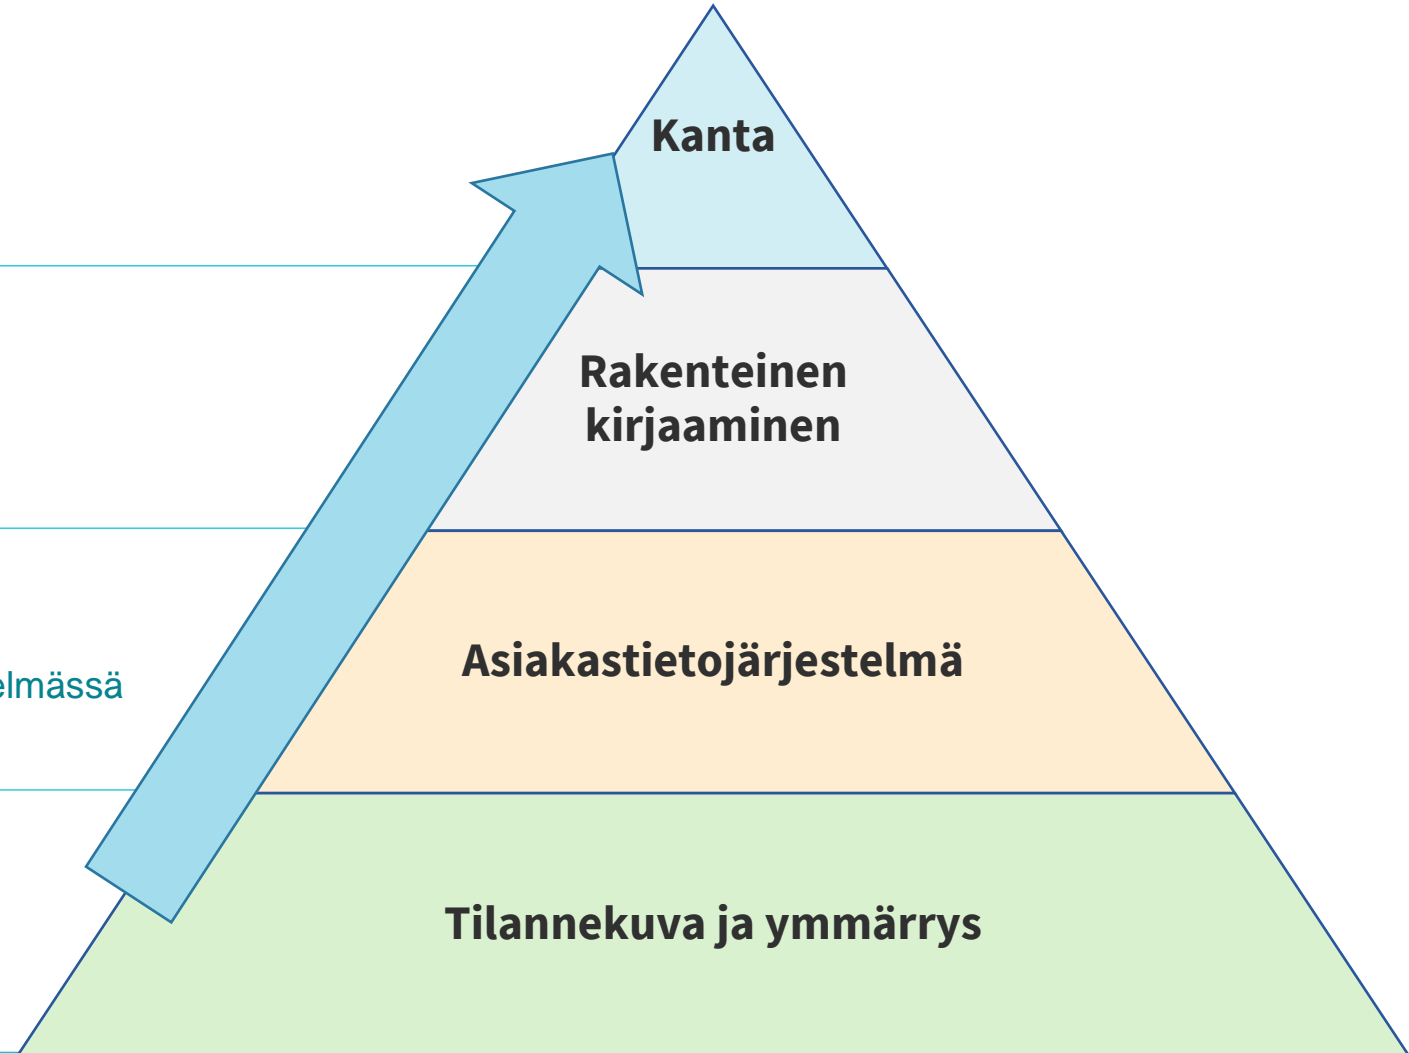 Kanta
Rakenteinen
kirjaaminen
Asiakastietojärjestelmä
elmässä
Tilannekuva ja ymmärrys